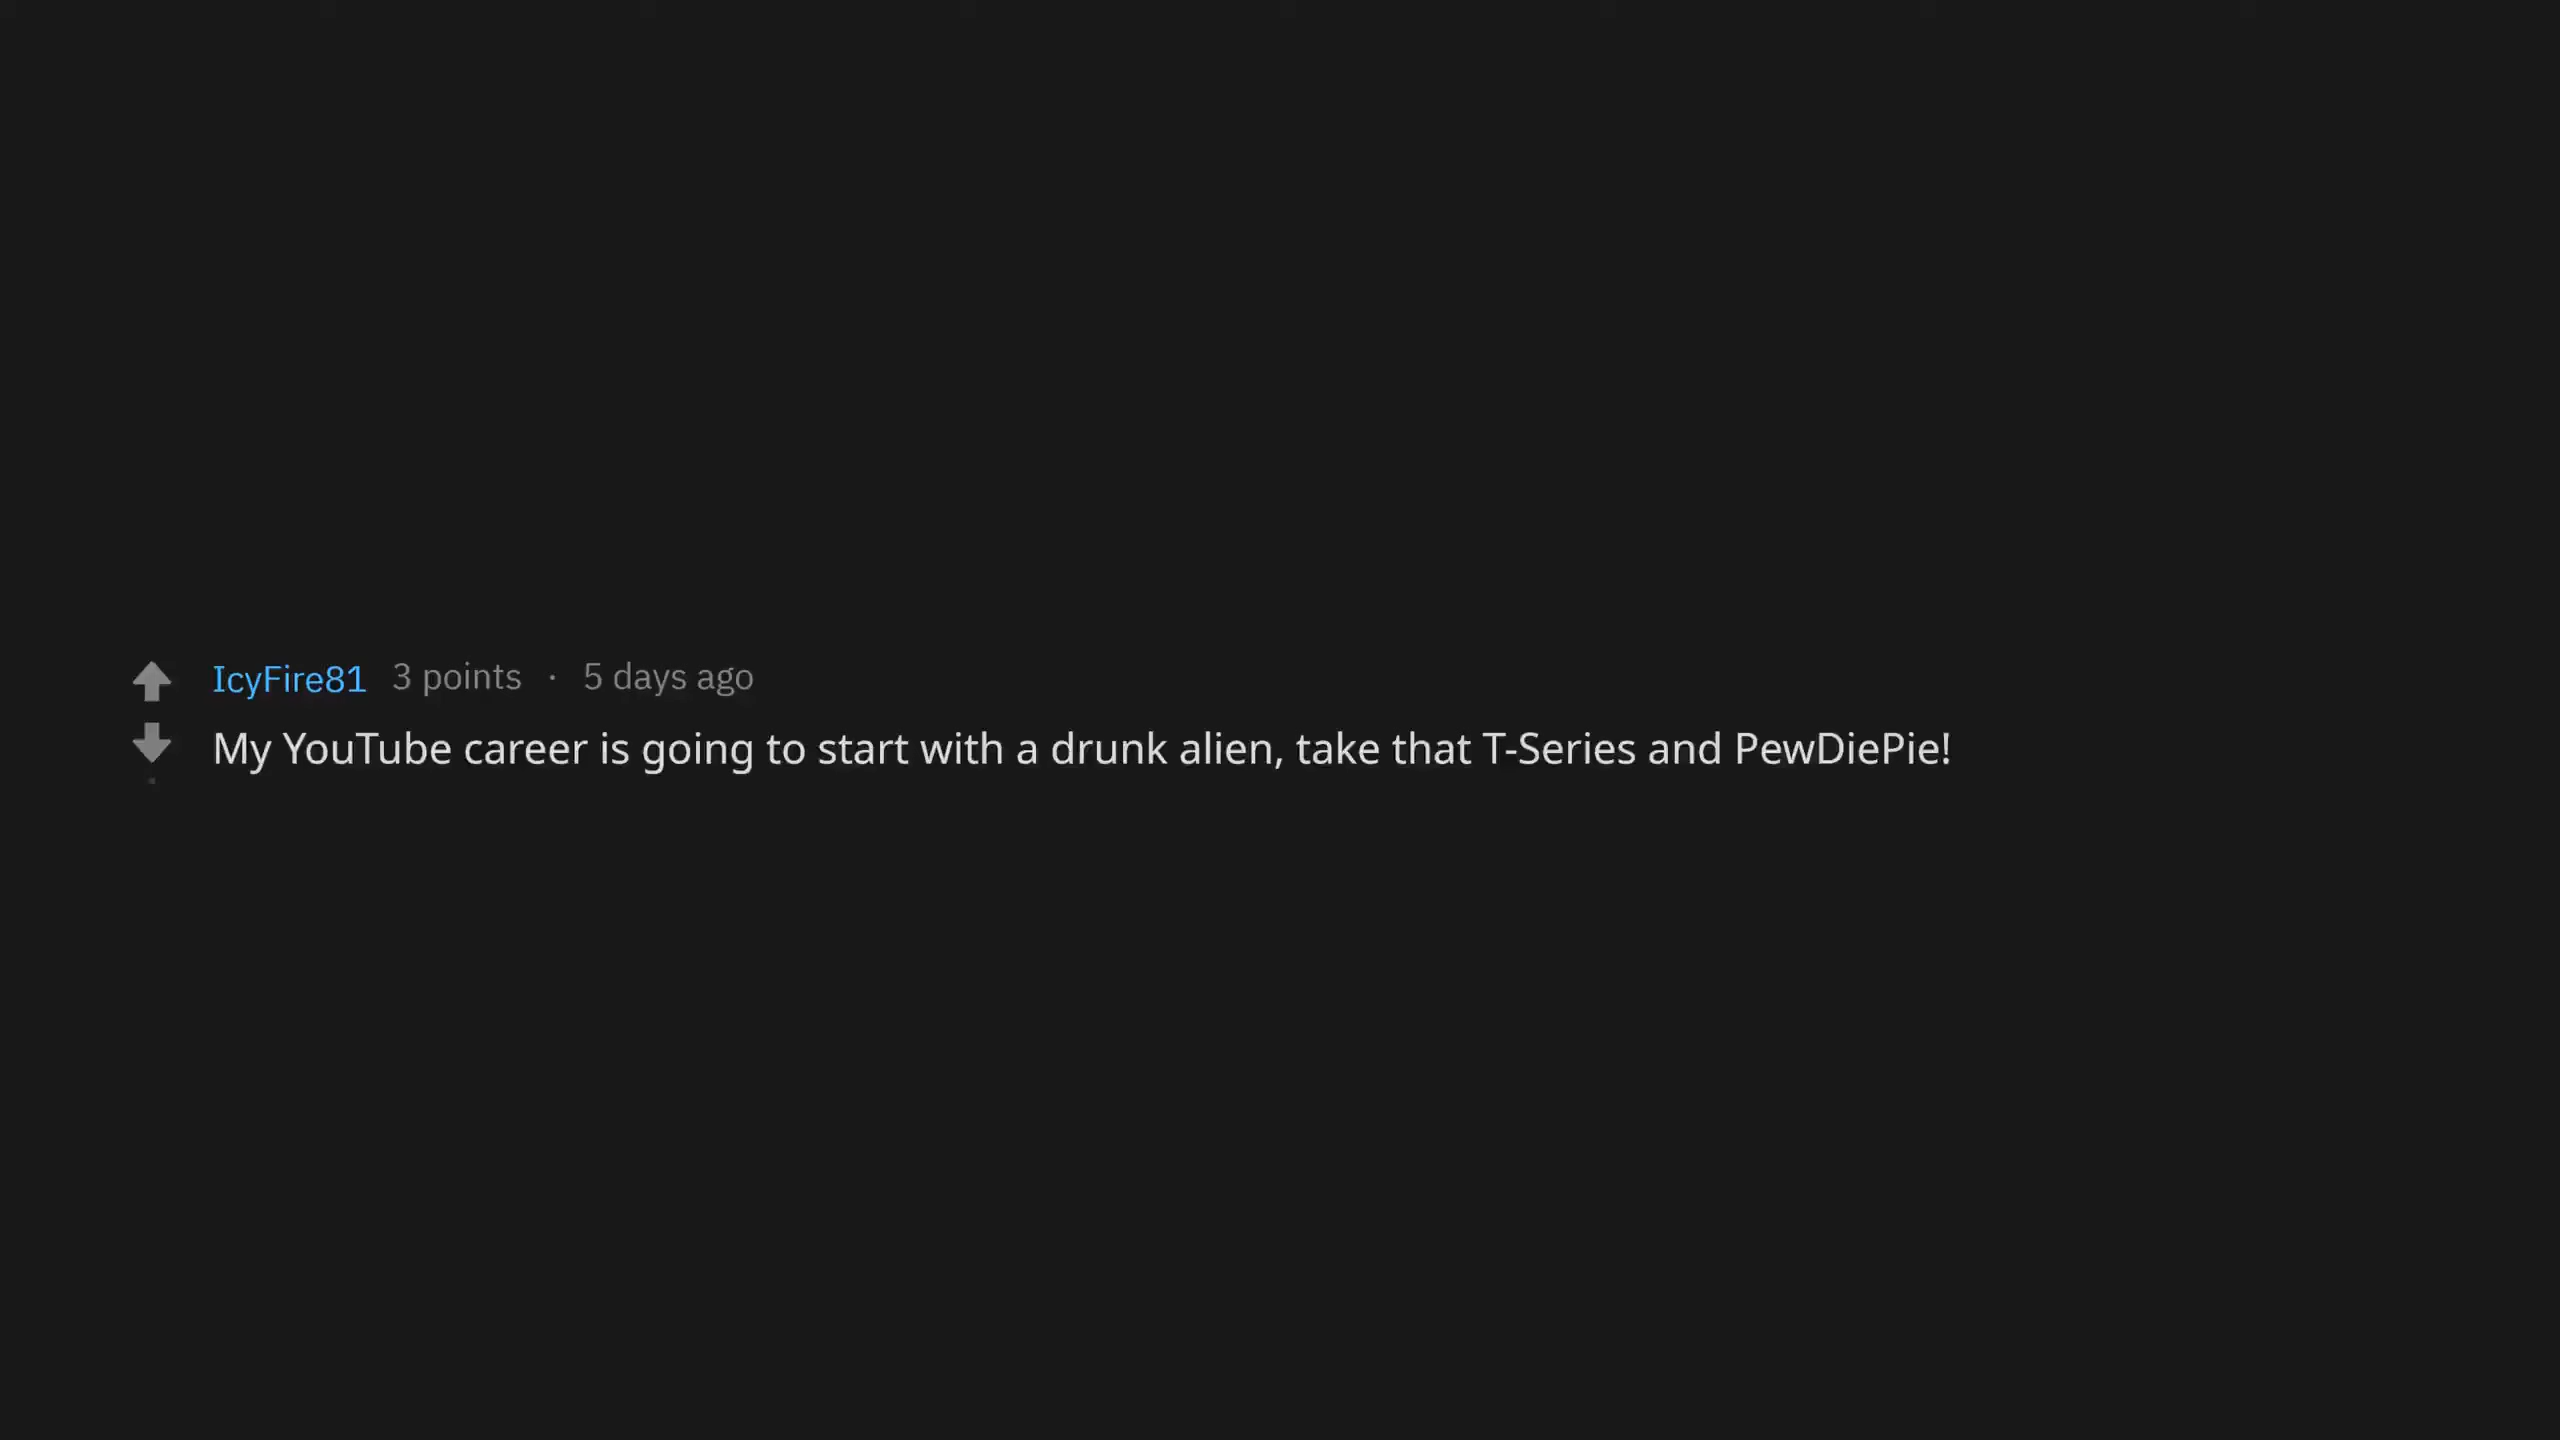 IcyFire81 3 points · 5 days ago
My YouTube career is going to start with a drunk alien, take that T-Series and PewDiePie!